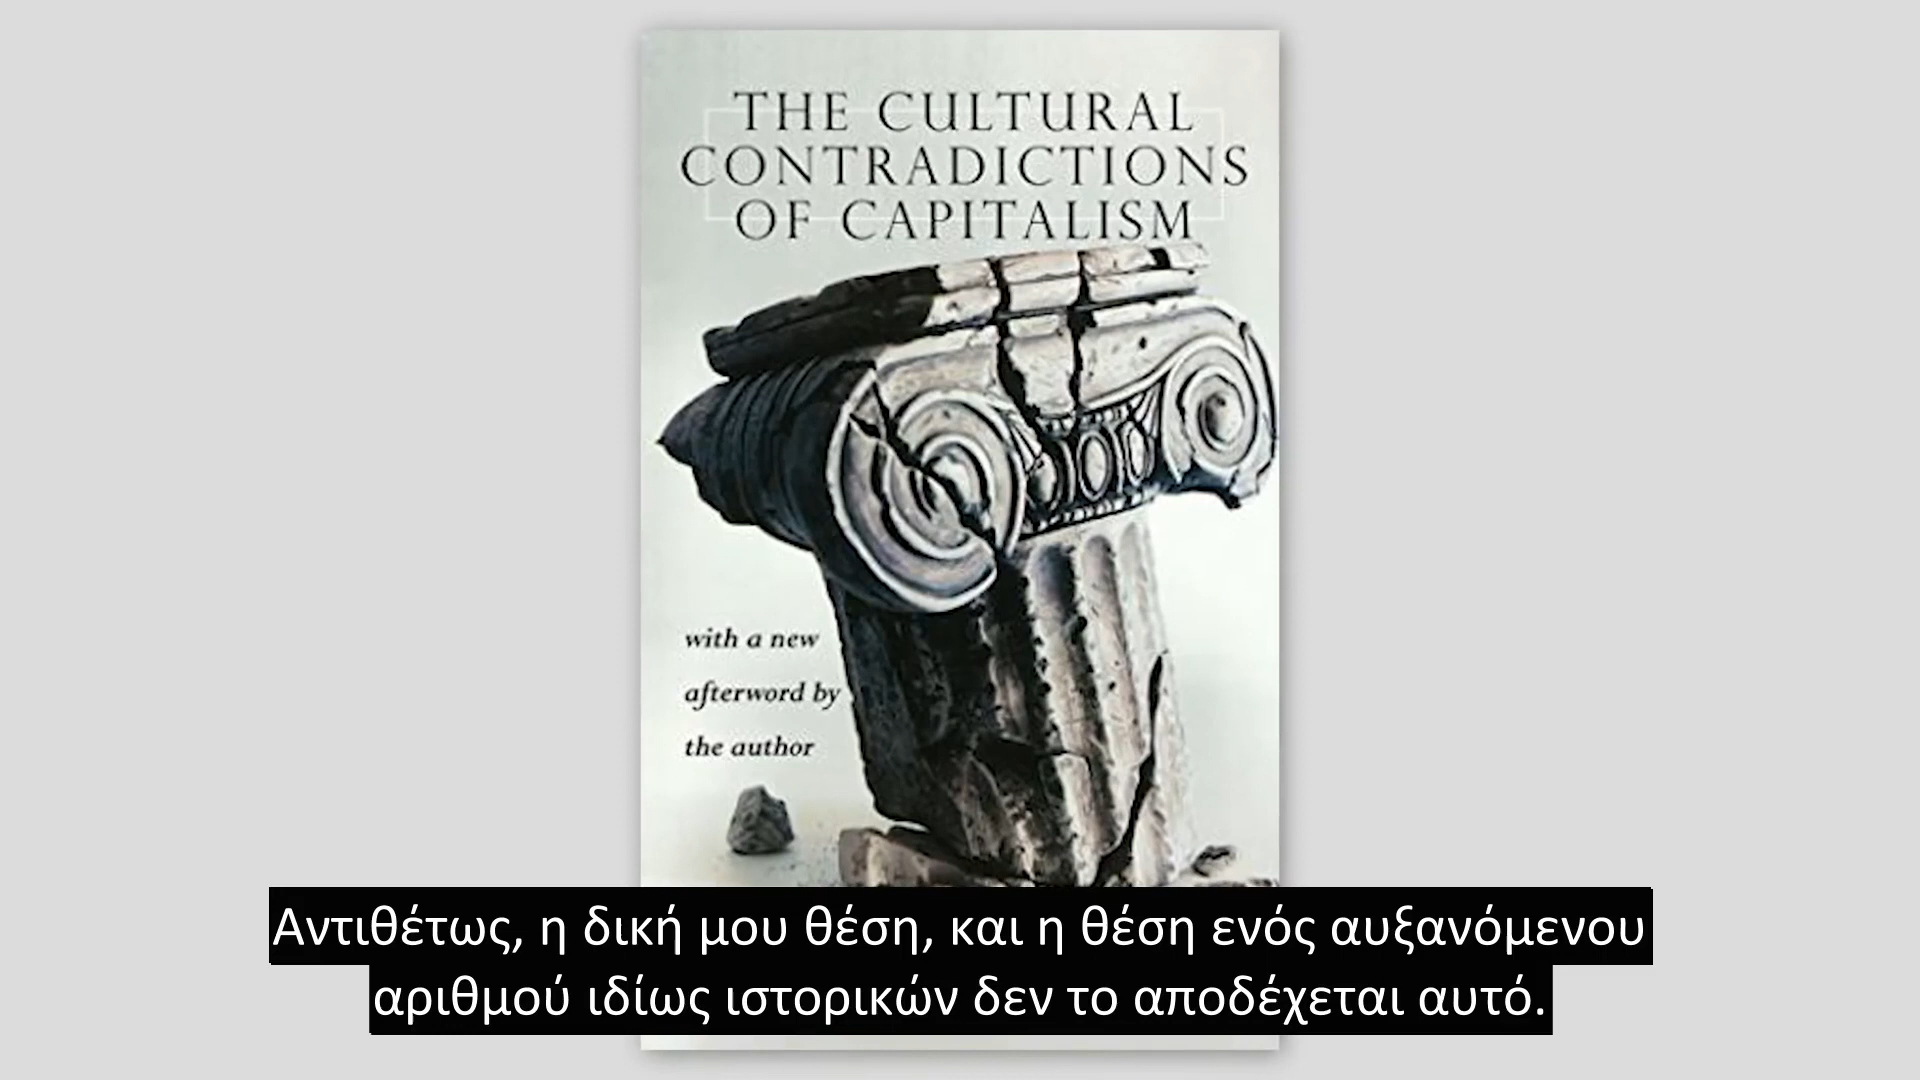 THE CULTURAL
CONTRADICTIONS
OF CAPITALISM
with a new
afterword by
the author
Αντιθέτως, η δική μου θέση, και η θέση ενός αυξανόμενου
αριθμού ιδίως ιστορικών δεν το αποδέχεται αυτό.